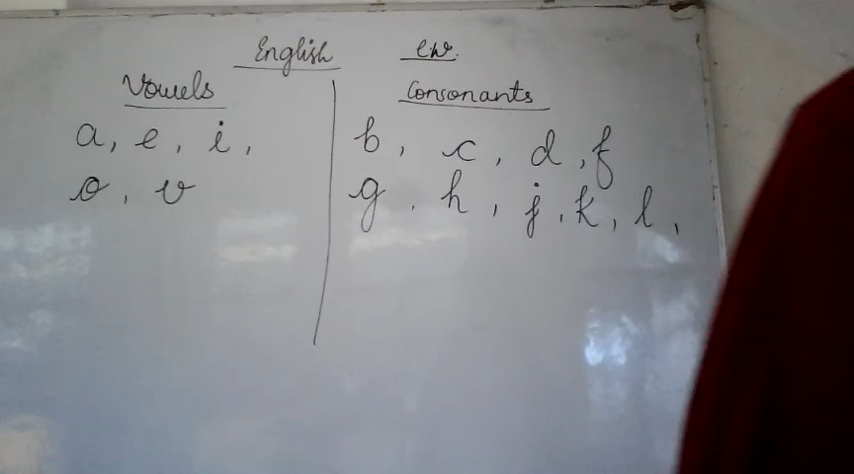 English c.w.
Vowels
a, e, i,
o, v
Consonants
b, c, d, f
g, h, j, k, l,